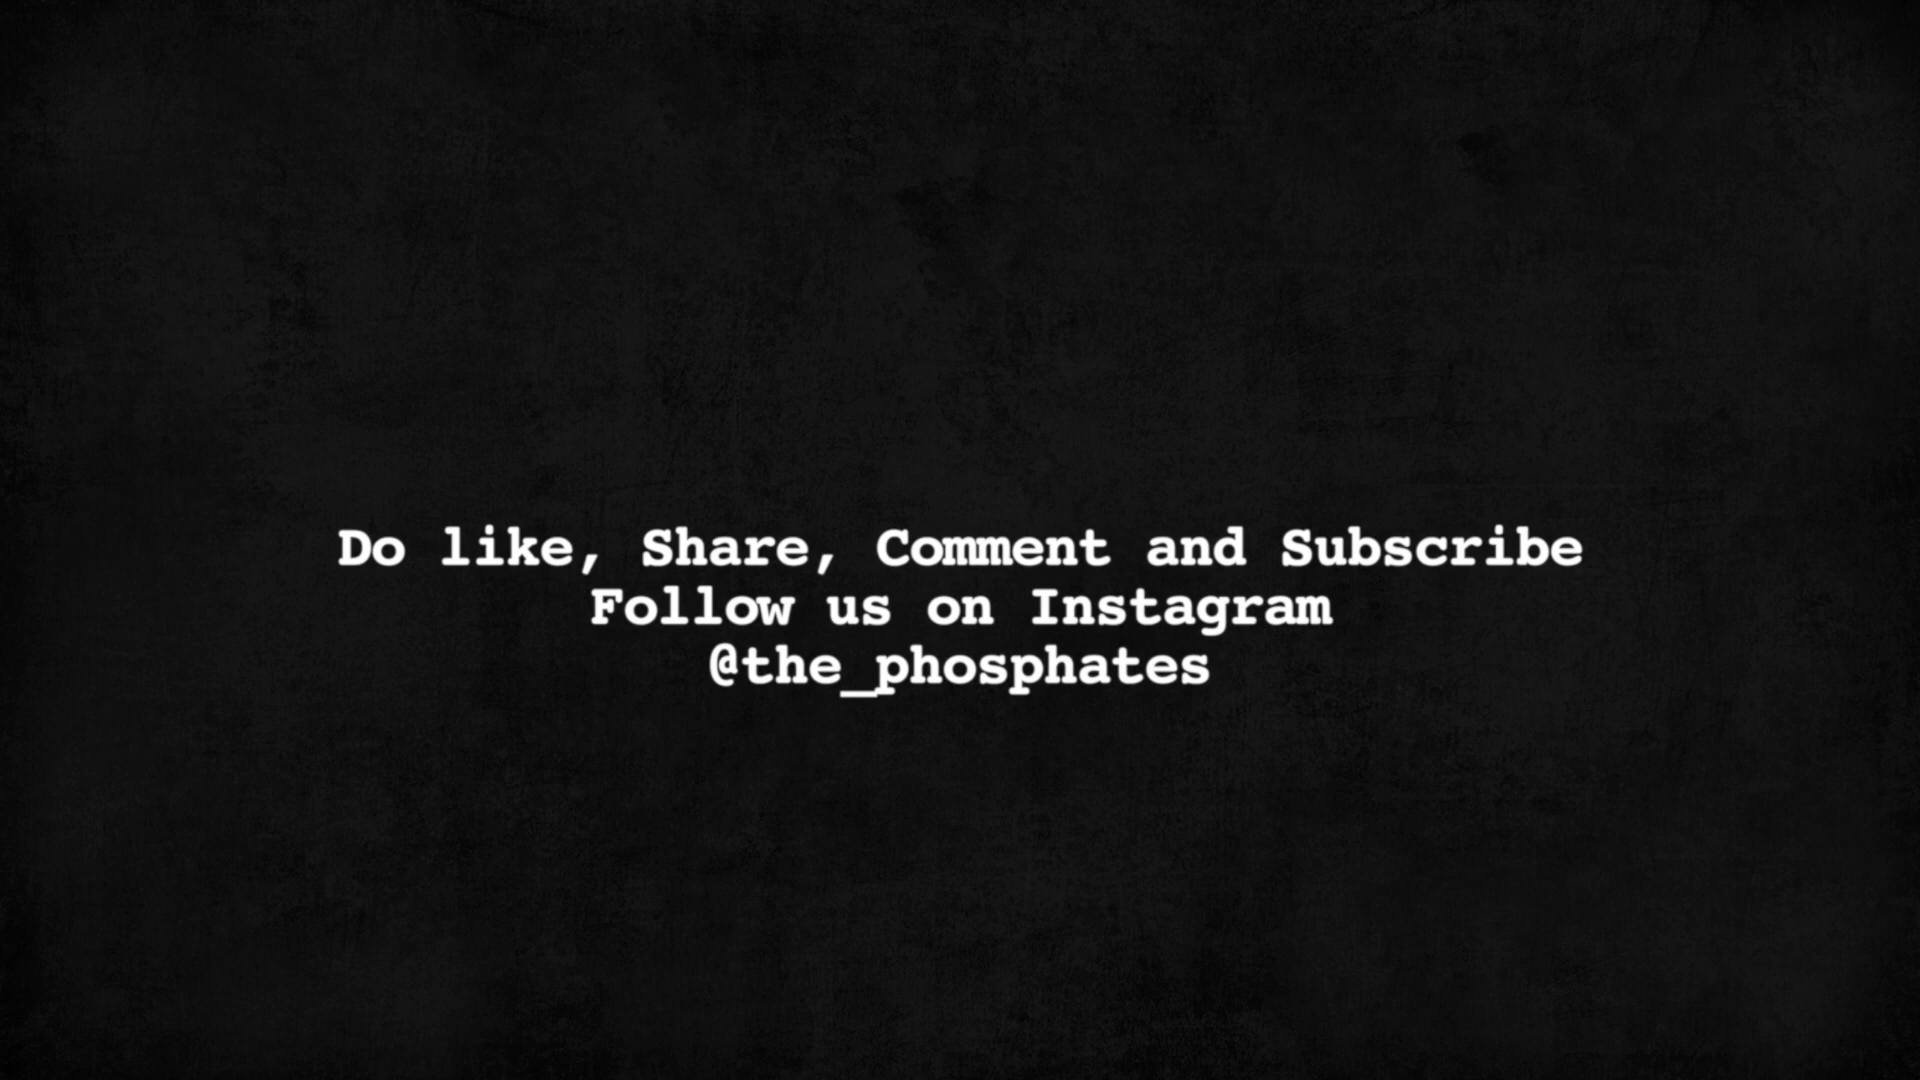 Do like, Share, Comment and Subscribe
Follow us on Instagram
@the_phosphates